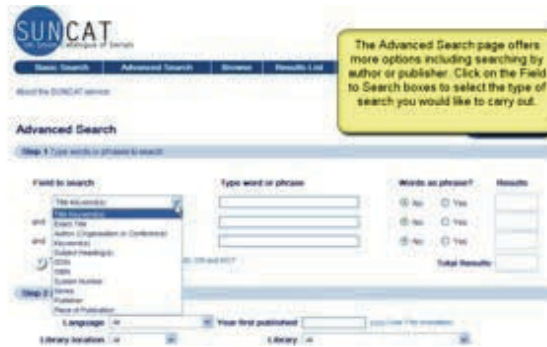 SUNCAT
Basic Search Advanced Search Browse Results List
The Advanced Search page offers
more options including searching by
author or publisher. Click on the Field
to Search boxes to select the type of
search you would like to carry out.
About the SUNCAT service
Advanced Search
Step 1 Type words or phrases to search
Field to search Type word or phrase Words as phrase? Results
Title Keyword(s) No Yes
Title Keyword(s)
and Exact Title No Yes
Author (Organisation or Conference)
and Keyword(s) No Yes
Subject Heading(s)
ISSN
ISBN Total Results
System Number
Series
Step 2
Publisher
Place of Publication
Language All Year first published
Library location All Library All